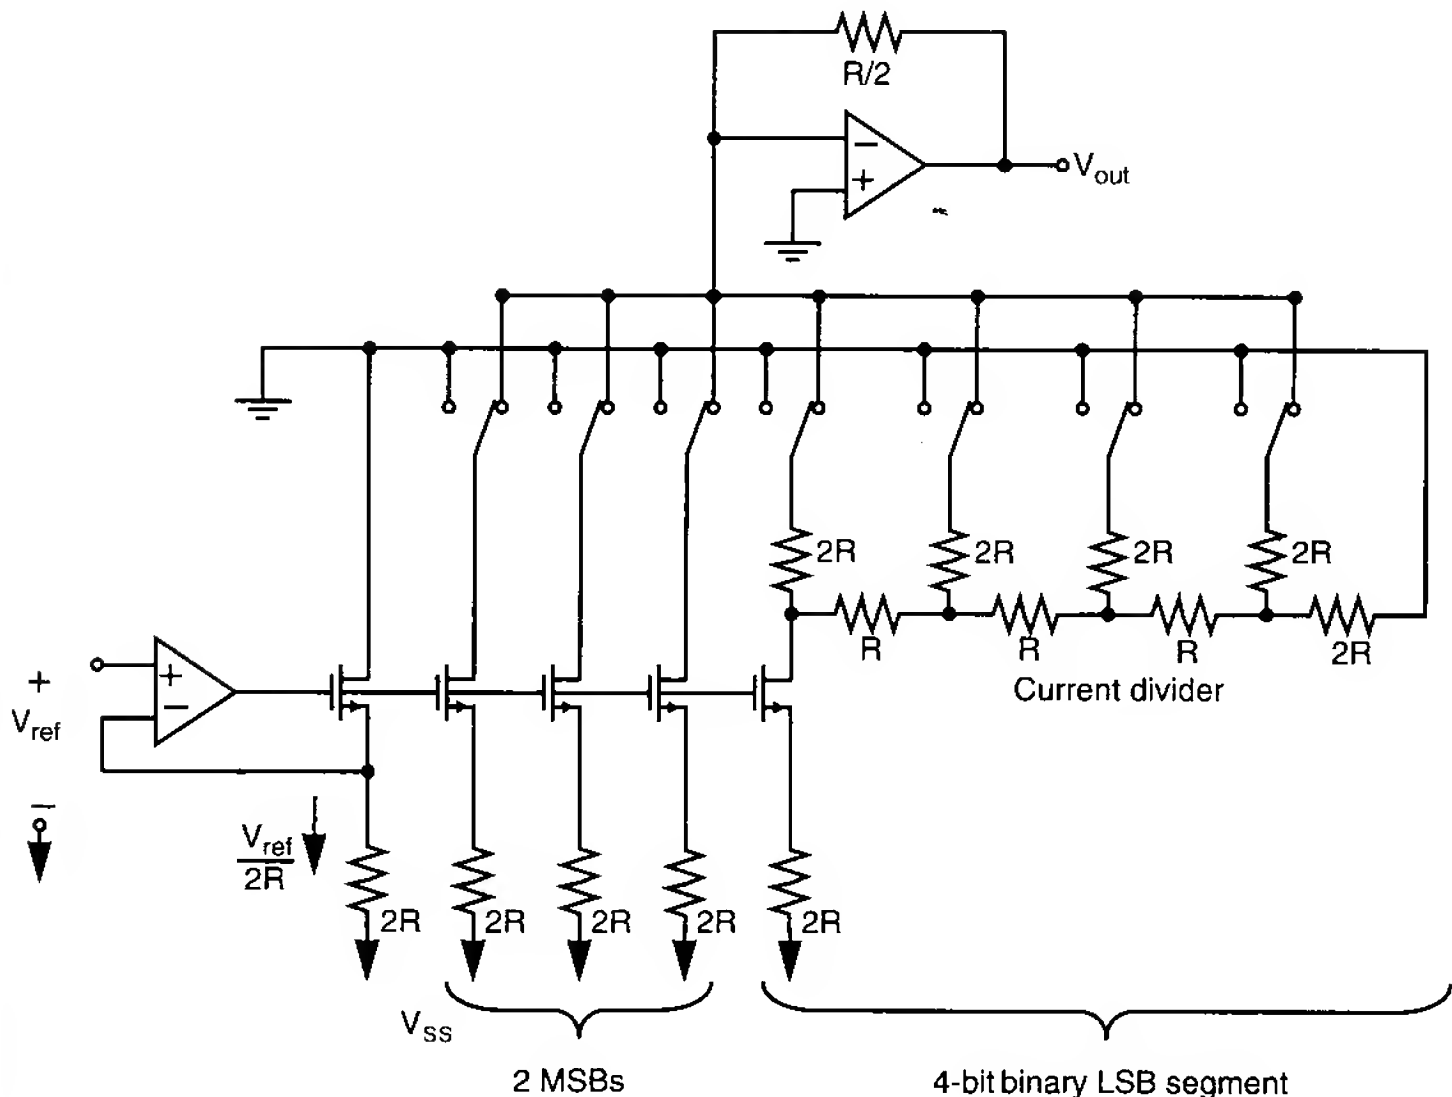 R/2
−
+
V_out
2R
2R
2R
2R
R
R
R
2R
Current divider
+
V_ref
−
+
−
V_ref
2R
2R
2R
2R
2R
2R
V_SS
2 MSBs
4-bit binary LSB segment